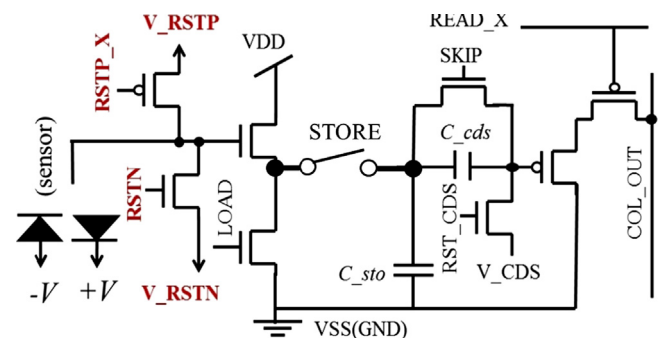 V_RSTP
RSTP_X
VDD
READ_X
SKIP
STORE
C_cds
(sensor)
RSTN
LOAD
RST_CDS
COL_OUT
-V
+V
V_RSTN
C_sto
V_CDS
VSS(GND)